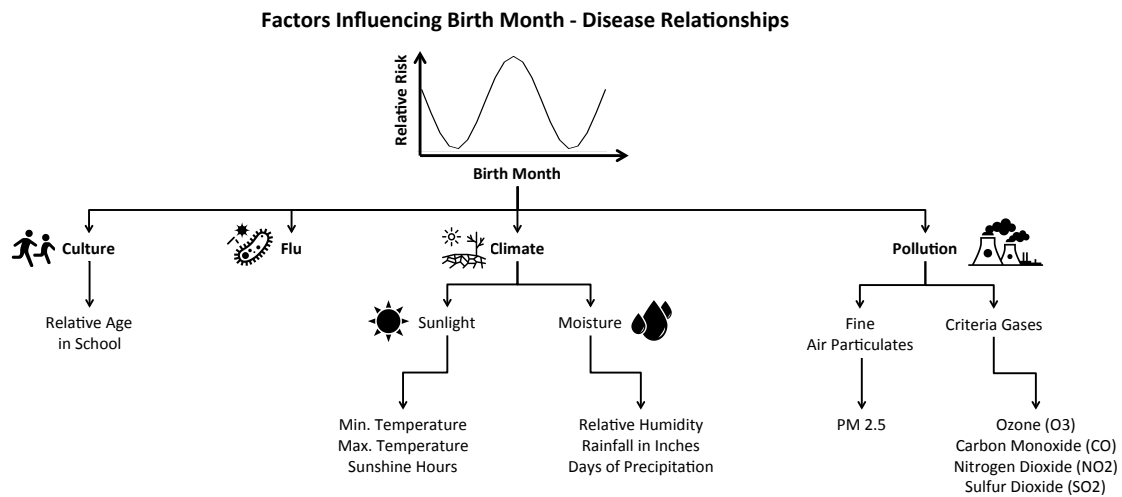 Factors Influencing Birth Month - Disease Relationships
Relative Risk
Birth Month
Culture
Flu
Climate
Pollution
Relative Age
in School
Sunlight
Moisture
Fine
Air Particulates
Criteria Gases
Min. Temperature
Max. Temperature
Sunshine Hours
Relative Humidity
Rainfall in Inches
Days of Precipitation
PM 2.5
Ozone (O3)
Carbon Monoxide (CO)
Nitrogen Dioxide (NO2)
Sulfur Dioxide (SO2)